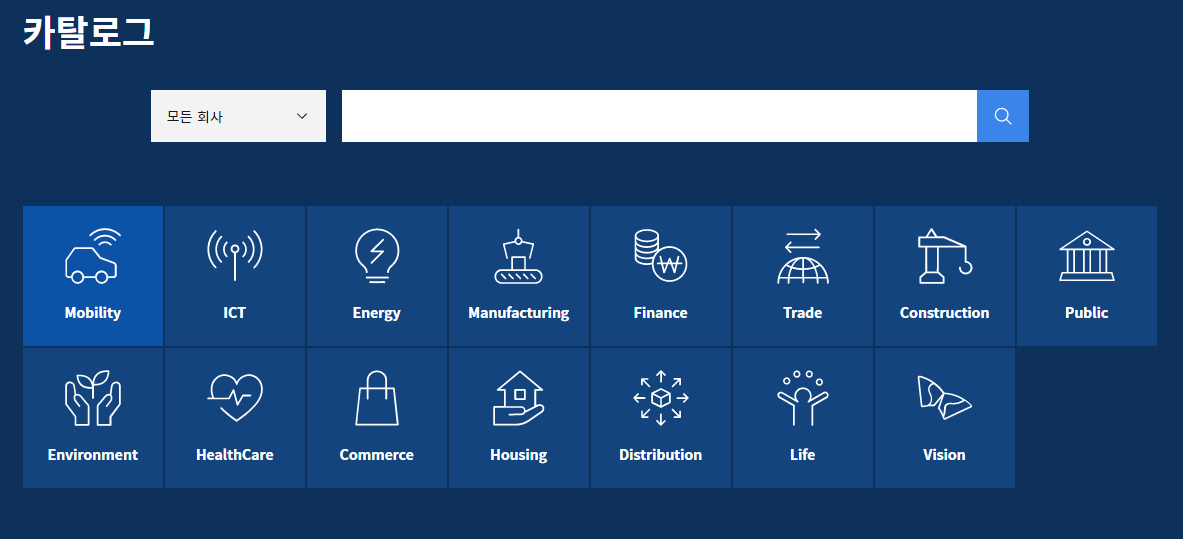 카탈로그
모든 회사
Mobility
ICT
Energy
Manufacturing
Finance
Trade
Construction
Public
Environment
HealthCare
Commerce
Housing
Distribution
Life
Vision